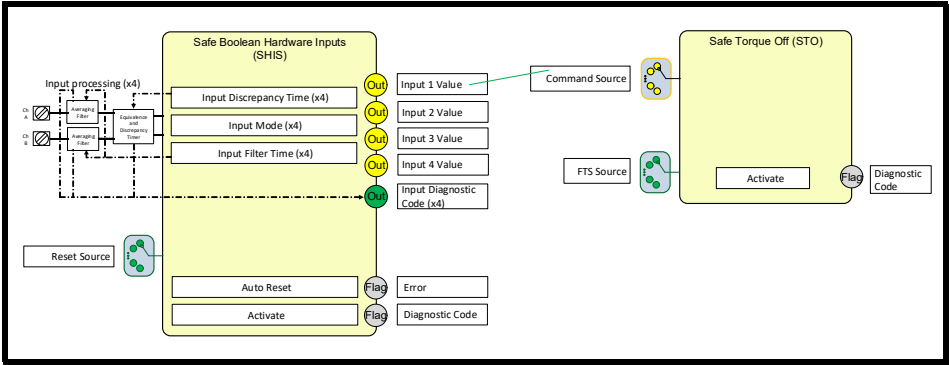 Safe Boolean Hardware Inputs
(SHIS)
Input processing (x4)
Ch
A
Averaging
Filter
Ch
B
Averaging
Filter
Equivalence
and
Discrepancy
Timer
Input Discrepancy Time (x4)
Input Mode (x4)
Input Filter Time (x4)
Out
Input 1 Value
Out
Input 2 Value
Out
Input 3 Value
Out
Input 4 Value
Out
Input Diagnostic
Code (x4)
Reset Source
Auto Reset
Flag
Error
Activate
Flag
Diagnostic Code
Safe Torque Off (STO)
Command Source
FTS Source
Activate
Flag
Diagnostic
Code